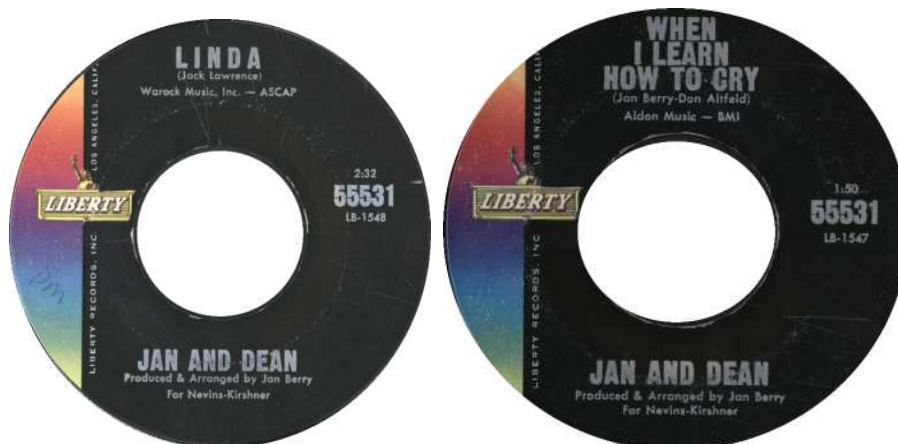 LINDA
(Jack Lawrence)
Warock Music, Inc. — ASCAP
LOS ANGELES, CALIF
LIBERTY
LIBERTY RECORDS, INC
2:32
55531
LB-1548
JAN AND DEAN
Produced & Arranged by Jan Berry
For Nevins-Kirshner
WHEN
I LEARN
HOW TO CRY
(Jan Berry-Don Altfeld)
Aldon Music — BMI
LOS ANGELES, CALIF
LIBERTY
LIBERTY RECORDS, INC
1:50
55531
LB-1547
JAN AND DEAN
Produced & Arranged by Jan Berry
For Nevins-Kirshner